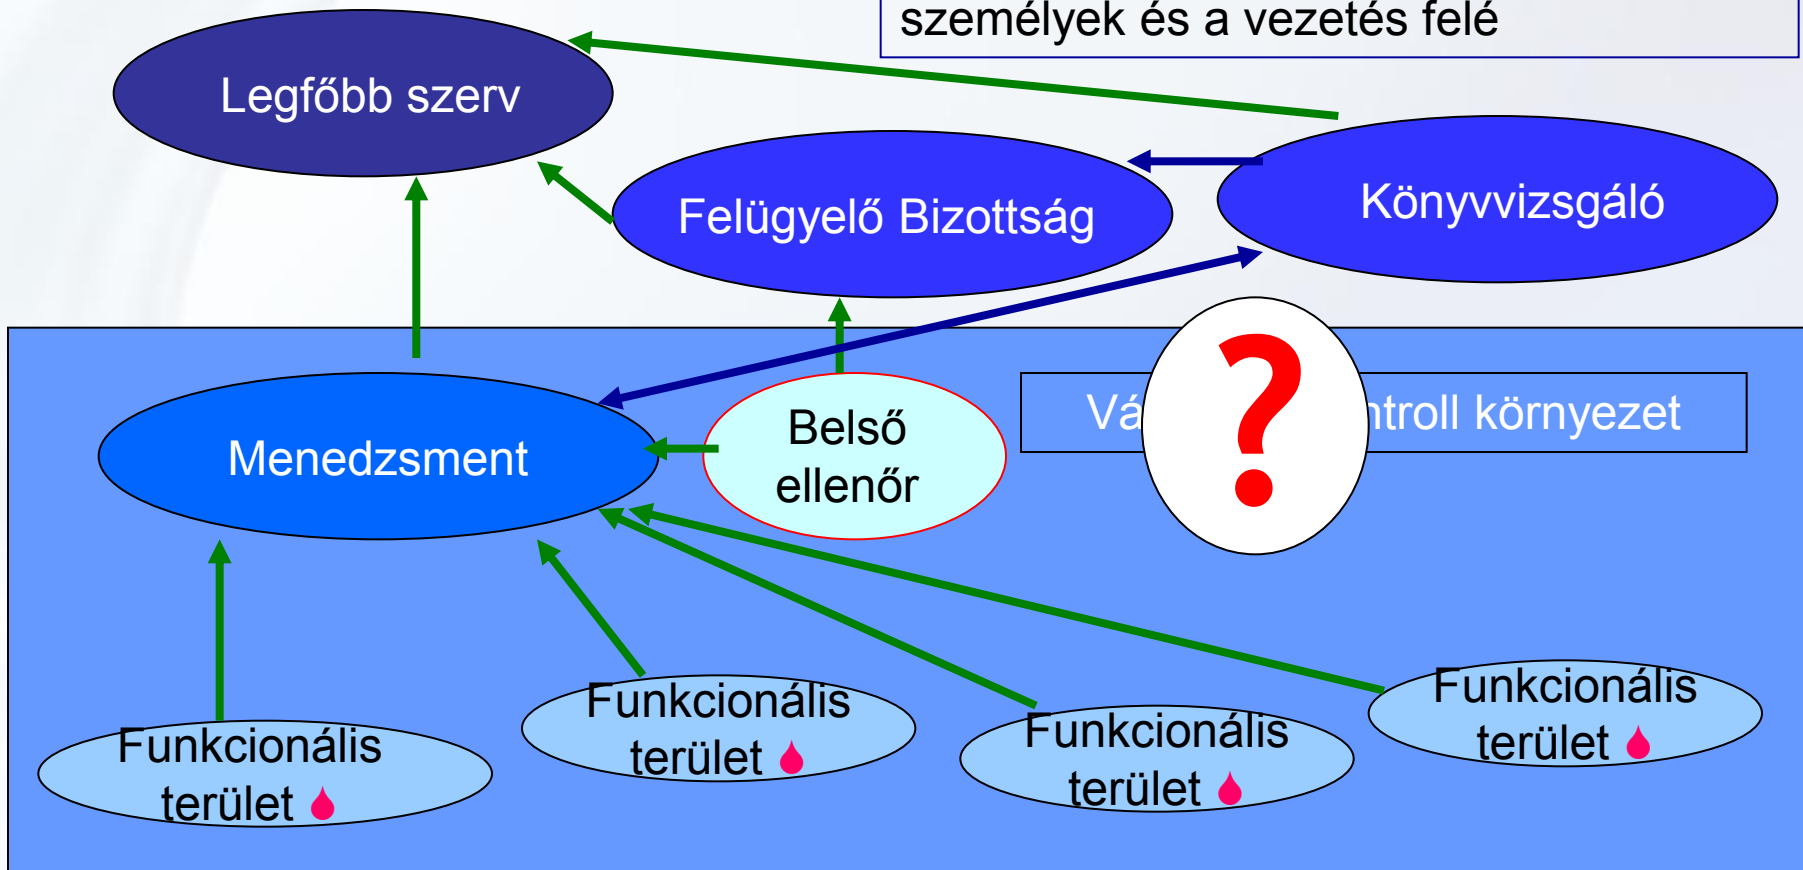 személyek és a vezetés felé
Legfőbb szerv
Felügyelő Bizottság
Könyvvizsgáló
Menedzsment
Belső
ellenőr
? környezet
Funkcionális
terület
Funkcionális
terület
Funkcionális
terület
Funkcionális
terület